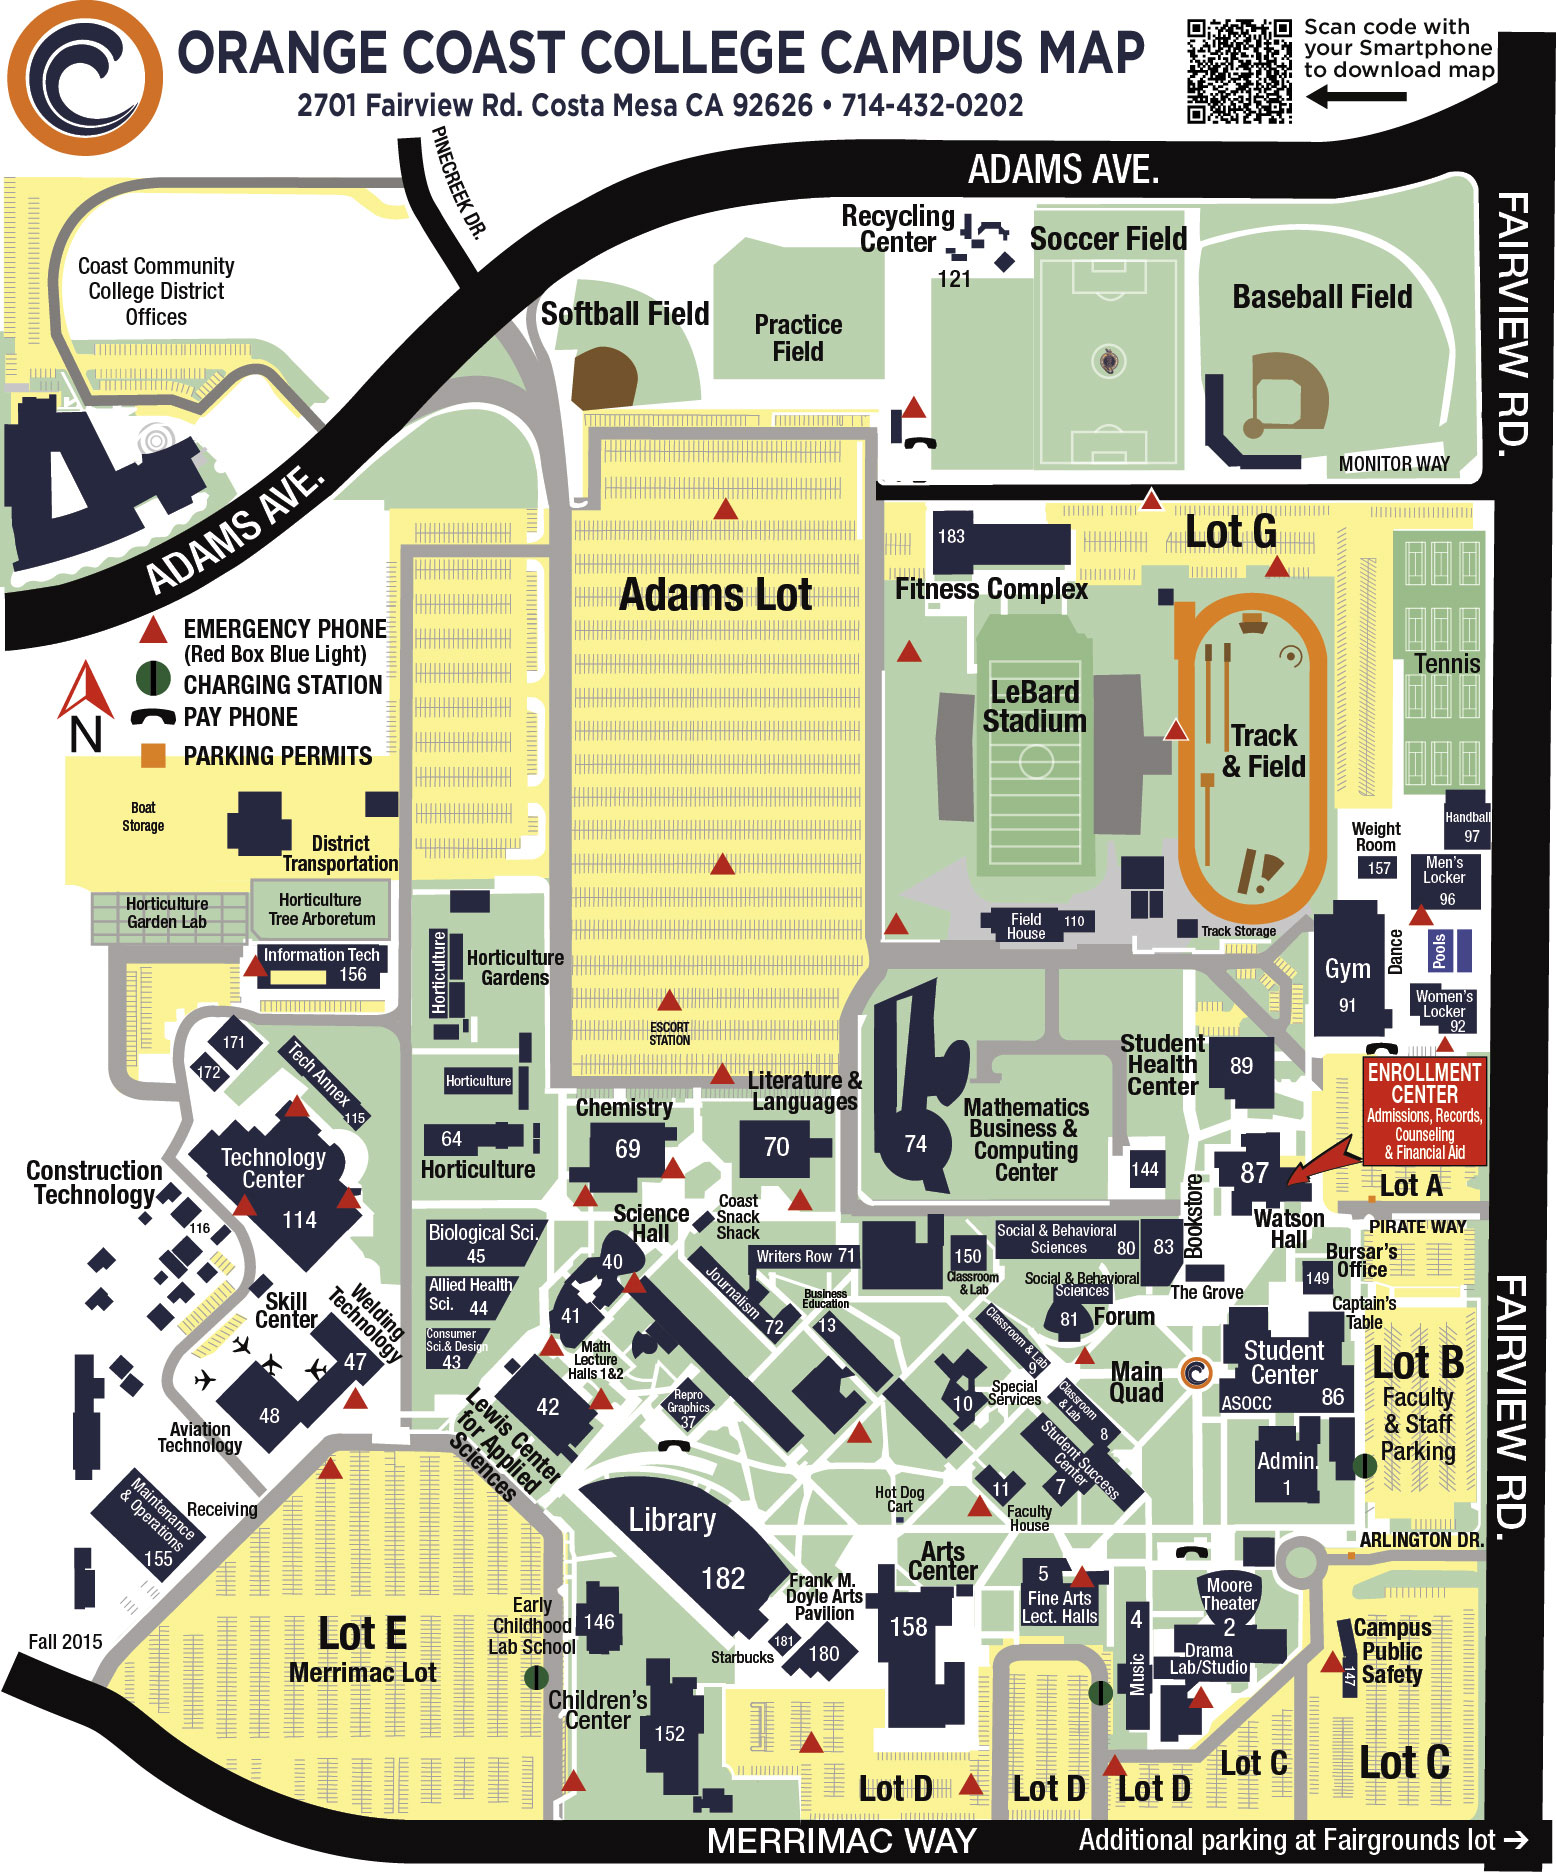 ORANGE COAST COLLEGE CAMPUS MAP
2701 Fairview Rd. Costa Mesa CA 92626 • 714-432-0202
Scan code with
your Smartphone
to download map
PINECREEK DR.
ADAMS AVE.
FAIRVIEW RD.
Coast Community
College District
Offices
Recycling
Center
121
Soccer Field
Baseball Field
Softball Field
Practice
Field
MONITOR WAY
ADAMS AVE.
183
Fitness Complex
Lot G
Adams Lot
EMERGENCY PHONE
(Red Box Blue Light)
CHARGING STATION
PAY PHONE
PARKING PERMITS
N
LeBard
Stadium
Track
& Field
Tennis
Boat
Storage
District
Transportation
Weight
Room
157
Handball
97
Men's
Locker
96
Horticulture
Garden Lab
Horticulture
Tree Arboretum
Information Tech
156
Horticulture
Horticulture
Gardens
Field
House
110
Track Storage
Gym
91
Dance
Pools
Women's
Locker
92
ESCORT
STATION
171
172
Tech Annex
115
Horticulture
64
Horticulture
Chemistry
69
Literature &
Languages
70
74
Mathematics
Business &
Computing
Center
Student
Health
Center
89
144
ENROLLMENT
CENTER
Admissions, Records,
Counseling
& Financial Aid
87
Watson
Hall
Lot A
PIRATE WAY
Construction
Technology
116
Technology
Center
114
Biological Sci.
45
Allied Health
Sci. 44
Consumer
Sci.& Design
43
Science
Hall
40
41
Coast
Snack
Shack
Writers Row 71
Journalism
72
Business
Education
13
Math
Lecture
Halls 1&2
150
Classroom
& Lab
Social & Behavioral
Sciences 80
83
Bookstore
Social & Behavioral
Sciences
81
Forum
The Grove
149
Bursar's
Office
Captain's
Table
Skill
Center
Welding
Technology
47
48
Aviation
Technology
42
Lewis Center
for Applied
Sciences
Repro
Graphics
37
Classroom & Lab
9
10
Special
Services
Classroom
& Lab
8
Main
Quad
Student
Center
ASOCC 86
Lot B
Faculty
& Staff
Parking
FAIRVIEW RD.
Student Success
Center
7
11
Faculty
House
Hot Dog
Cart
Admin.
1
ARLINGTON DR.
Maintenance
& Operations
155
Receiving
Library
182
Arts
Center
158
Frank M.
Doyle Arts
Pavilion
180
181
Starbucks
5
Fine Arts
Lect. Halls
4
Music
Moore
Theater
2
Drama
Lab/Studio
Campus
Public
Safety
147
Early
Childhood
Lab School
146
Children's
Center
152
Fall 2015
Lot E
Merrimac Lot
Lot D
Lot D
Lot D
Lot C
Lot C
MERRIMAC WAY
Additional parking at Fairgrounds lot →